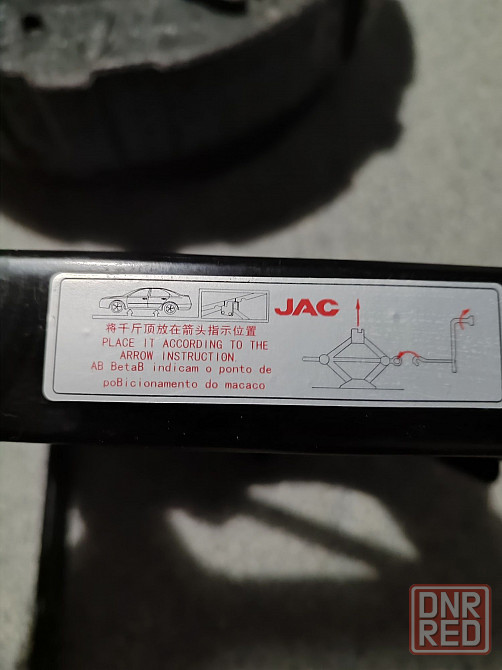 JAC
将千斤顶放在箭头指示位置
PLACE IT ACCORDING TO THE
ARROW INSTRUCTION.
AB BetaB indicam o ponto de
poBicionamento do macaco
DNR
RED